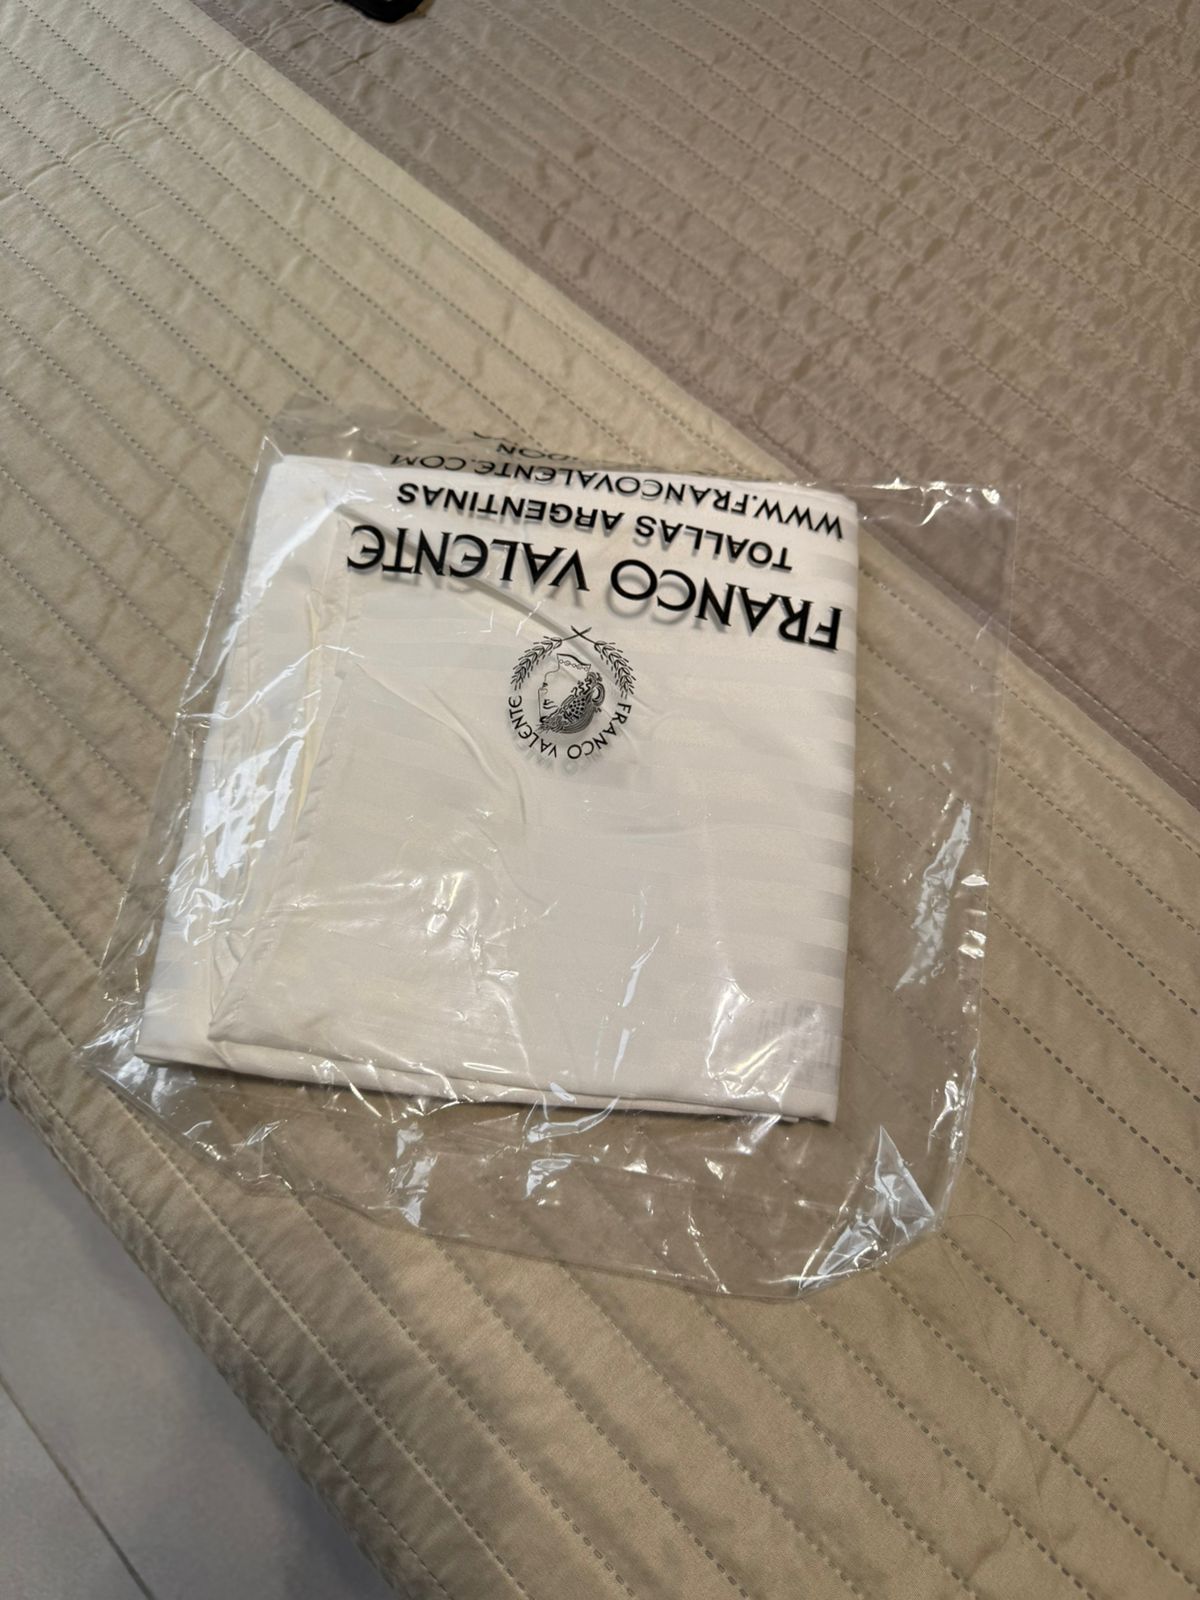 FRANCO VALENTE
FRANCO VALENTE
TOALLAS ARGENTINAS
WWW.FRANCOVALENTE.COM